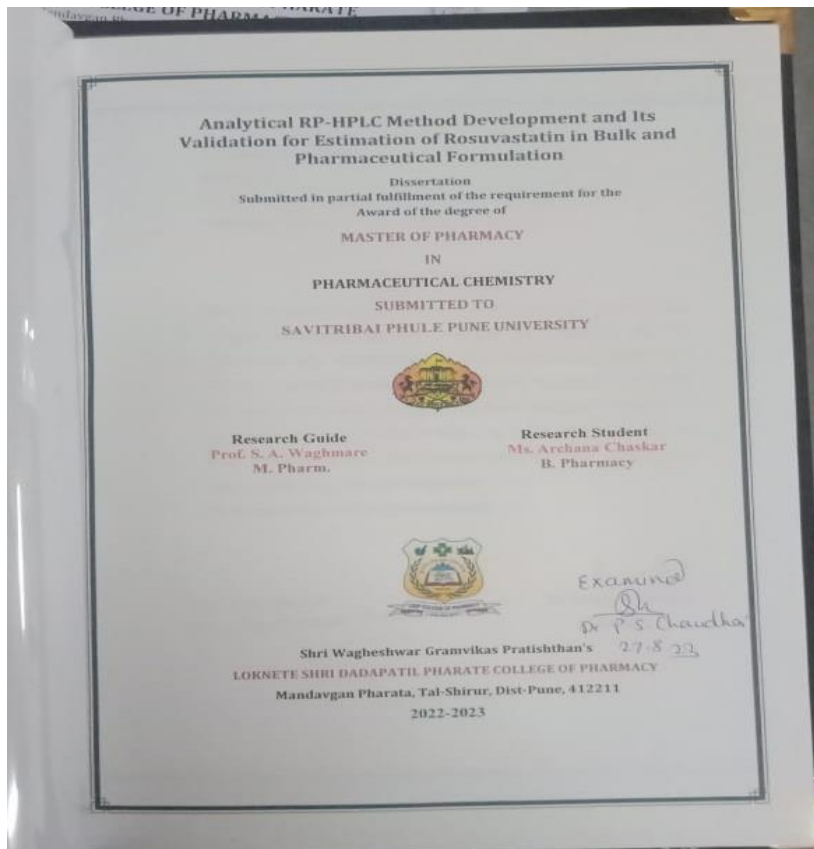 LEGE OF PHARMA
Analytical RP-HPLC Method Development and Its
Validation for Estimation of Rosuvastatin in Bulk and
Pharmaceutical Formulation
Dissertation
Submitted in partial fulfillment of the requirement for the
Award of the degree of
MASTER OF PHARMACY
IN
PHARMACEUTICAL CHEMISTRY
SUBMITTED TO
SAVITRIBAI PHULE PUNE UNIVERSITY
Research Guide
Prof. S. A. Waghmare
M. Pharm.
Research Student
Ms. Archana Chaskar
B. Pharmacy
Examined
Dr P S Chaudhari
27.8.23
Shri Wagheshwar Gramvikas Pratishthan's
LOKNETE SHRI DADAPATIL PHARATE COLLEGE OF PHARMACY
Mandavgan Pharata, Tal-Shirur, Dist-Pune, 412211
2022-2023